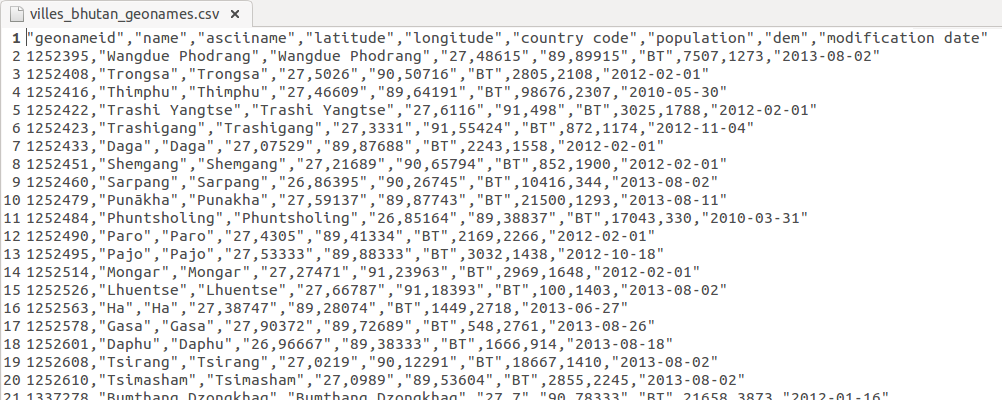 villes_bhutan_geonames.csv ×
1 "geonameid","name","asciiname","latitude","longitude","country code","population","dem","modification date"
2 1252395,"Wangdue Phodrang","Wangdue Phodrang","27,48615","89,89915","BT",7507,1273,"2013-08-02"
3 1252408,"Trongsa","Trongsa","27,5026","90,50716","BT",2805,2108,"2012-02-01"
4 1252416,"Thimphu","Thimphu","27,46609","89,64191","BT",98676,2307,"2010-05-30"
5 1252422,"Trashi Yangtse","Trashi Yangtse","27,6116","91,498","BT",3025,1788,"2012-02-01"
6 1252423,"Trashigang","Trashigang","27,3331","91,55424","BT",872,1174,"2012-11-04"
7 1252433,"Daga","Daga","27,07529","89,87688","BT",2243,1558,"2012-02-01"
8 1252451,"Shemgang","Shemgang","27,21689","90,65794","BT",852,1900,"2012-02-01"
9 1252460,"Sarpang","Sarpang","26,86395","90,26745","BT",10416,344,"2013-08-02"
10 1252479,"Punākha","Punakha","27,59137","89,87743","BT",21500,1293,"2013-08-11"
11 1252484,"Phuntsholing","Phuntsholing","26,85164","89,38837","BT",17043,330,"2010-03-31"
12 1252490,"Paro","Paro","27,4305","89,41334","BT",2169,2266,"2012-02-01"
13 1252495,"Pajo","Pajo","27,53333","89,88333","BT",3032,1438,"2012-10-18"
14 1252514,"Mongar","Mongar","27,27471","91,23963","BT",2969,1648,"2012-02-01"
15 1252526,"Lhuentse","Lhuentse","27,66787","91,18393","BT",100,1403,"2013-08-02"
16 1252563,"Ha","Ha","27,38747","89,28074","BT",1449,2718,"2013-06-27"
17 1252578,"Gasa","Gasa","27,90372","89,72689","BT",548,2761,"2013-08-26"
18 1252601,"Daphu","Daphu","26,96667","89,38333","BT",1666,914,"2013-08-18"
19 1252608,"Tsirang","Tsirang","27,0219","90,12291","BT",18667,1410,"2013-08-02"
20 1252610,"Tsimasham","Tsimasham","27,0989","89,53604","BT",2855,2245,"2013-08-02"
21 1337278,"Bumthang Dzongkhag","Bumthang Dzongkhag","27,7","90,78333","BT",21658,3873,"2012-01-16"